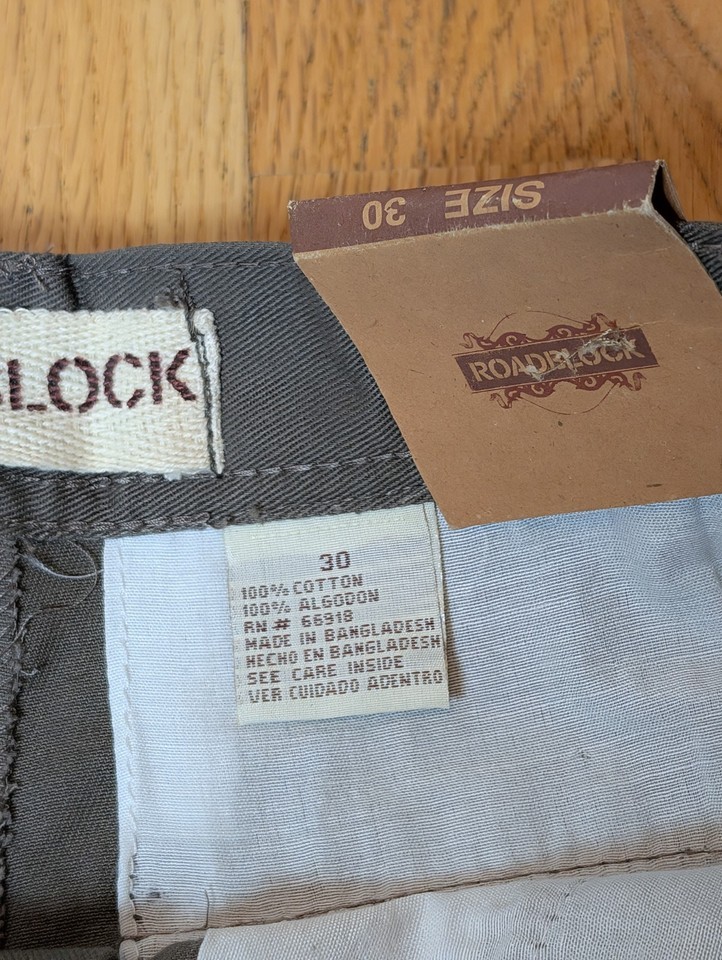 SIZE 30
ROADBLOCK
BLOCK
30
100% COTTON
100% ALGODON
RN # 66918
MADE IN BANGLADESH
HECHO EN BANGLADESH
SEE CARE INSIDE
VER CUIDADO ADENTRO